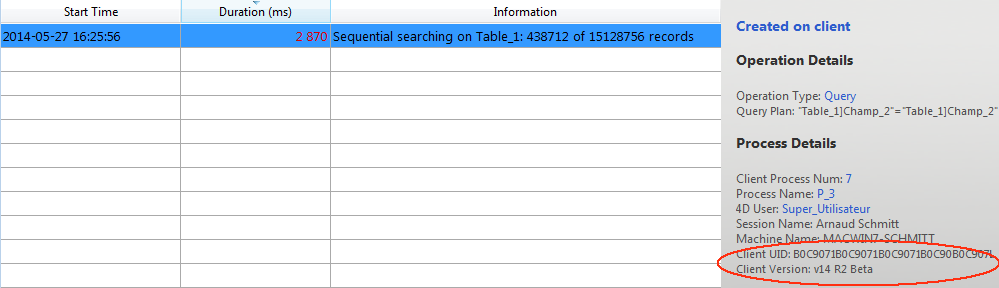 Start Time Duration (ms) Information
2014-05-27 16:25:56 2 870 Sequential searching on Table_1: 438712 of 15128756 records
Created on client
Operation Details
Operation Type: Query
Query Plan: "Table_1]Champ_2"="Table_1]Champ_2"
Process Details
Client Process Num: 7
Process Name: P_3
4D User: Super_Utilisateur
Session Name: Arnaud Schmitt
Machine Name: MACWIN7-SCHMITT
Client UID: B0C9071B0C9071B0C9071B0C90B0C9071
Client Version: v14 R2 Beta